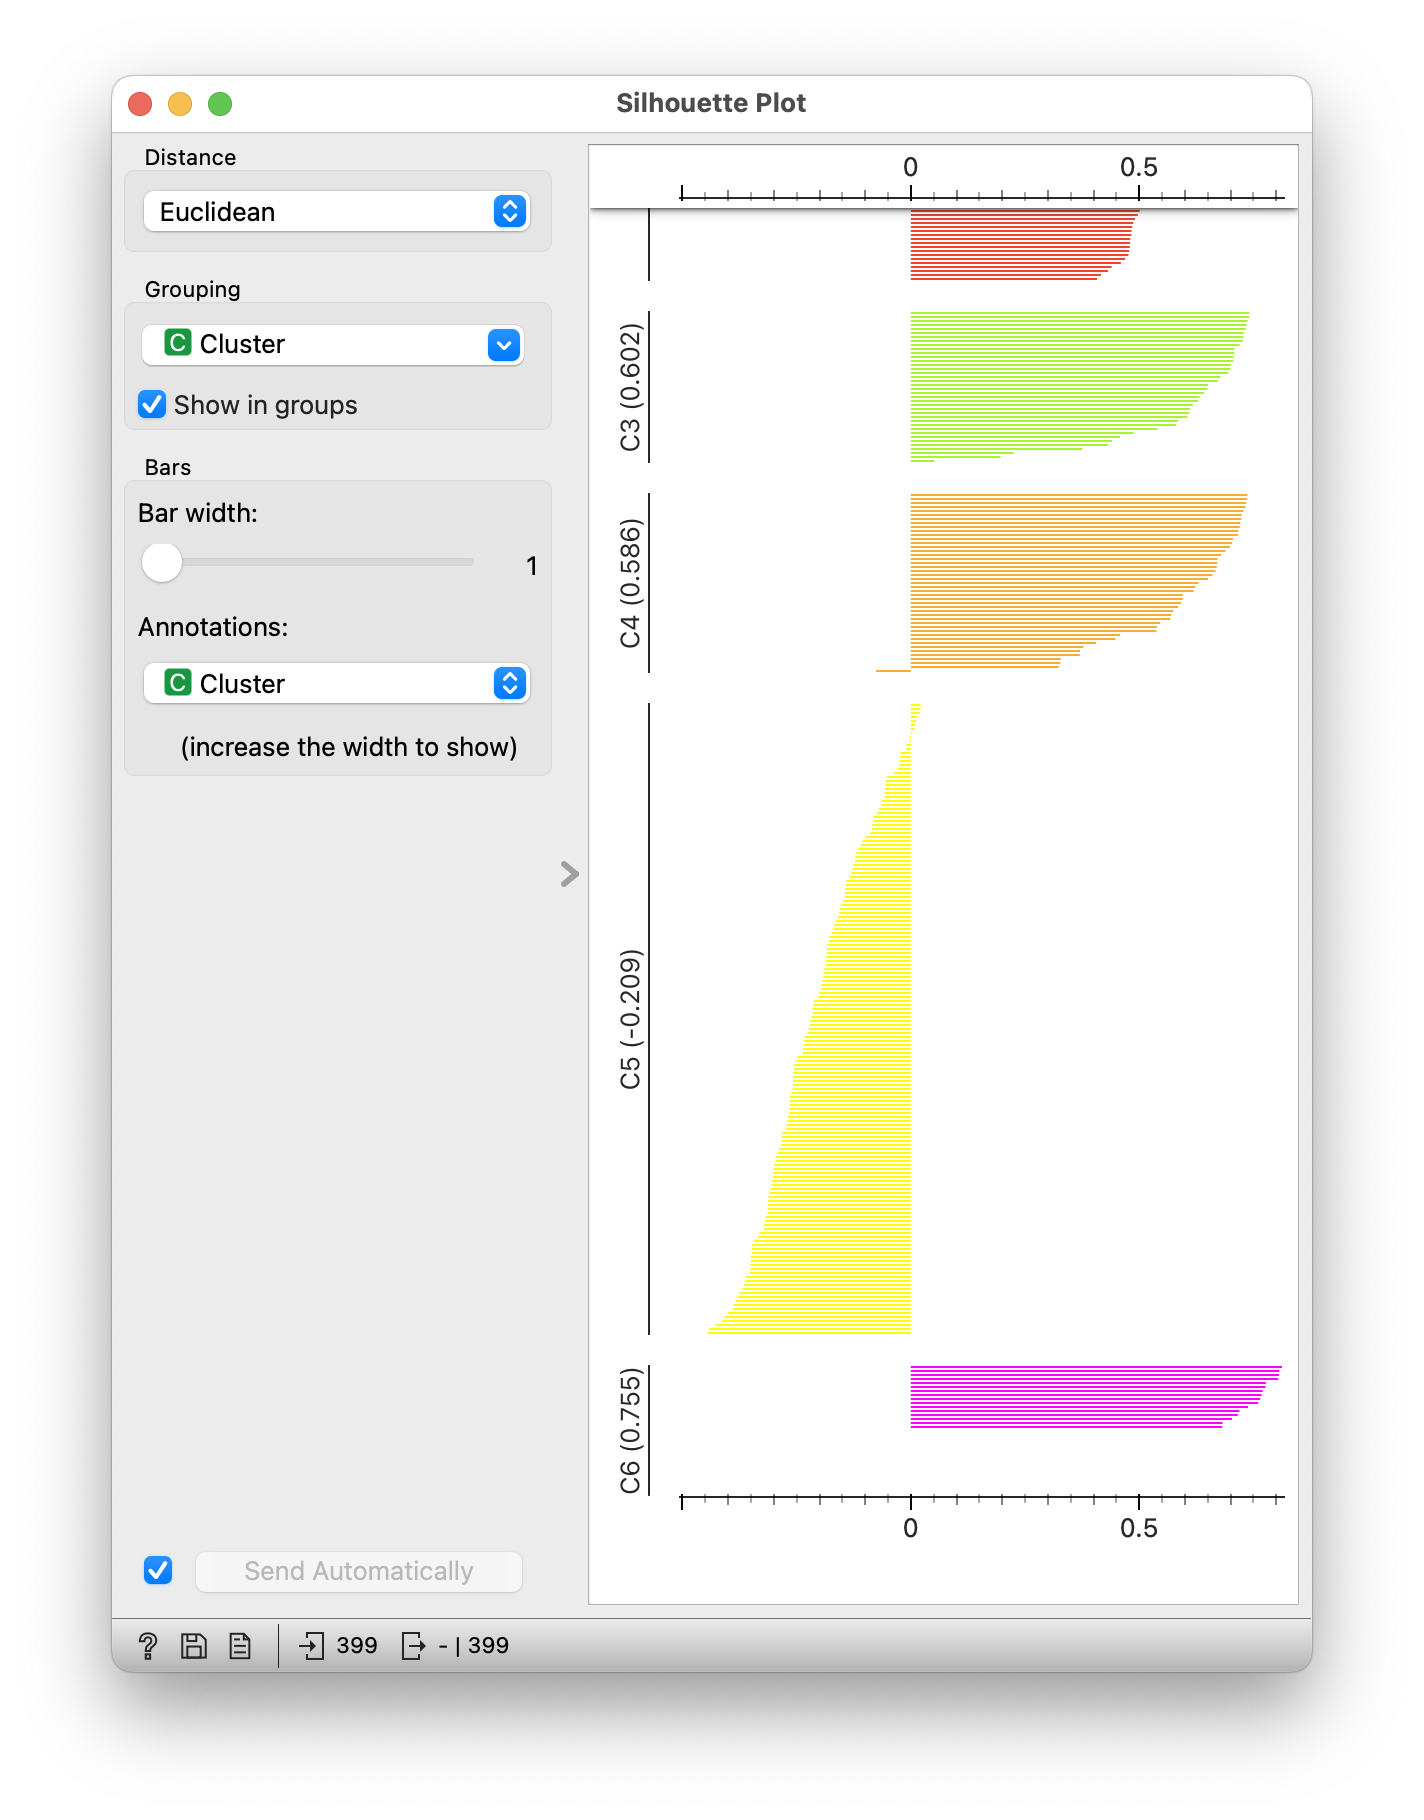 Silhouette Plot
Distance
Euclidean
Grouping
C Cluster
Show in groups
Bars
Bar width:
1
Annotations:
C Cluster
(increase the width to show)
Send Automatically
0 0.5
C3 (0.602)
C4 (0.586)
C5 (-0.209)
C6 (0.755)
0 0.5
? 399 - | 399